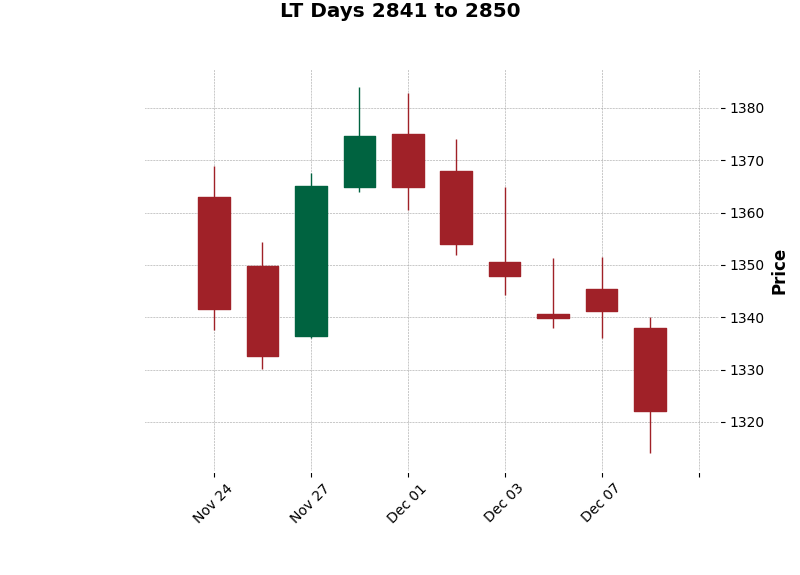 LT Days 2841 to 2850
1380
1370
1360
1350
1340
1330
1320
Price
Nov 24
Nov 27
Dec 01
Dec 03
Dec 07